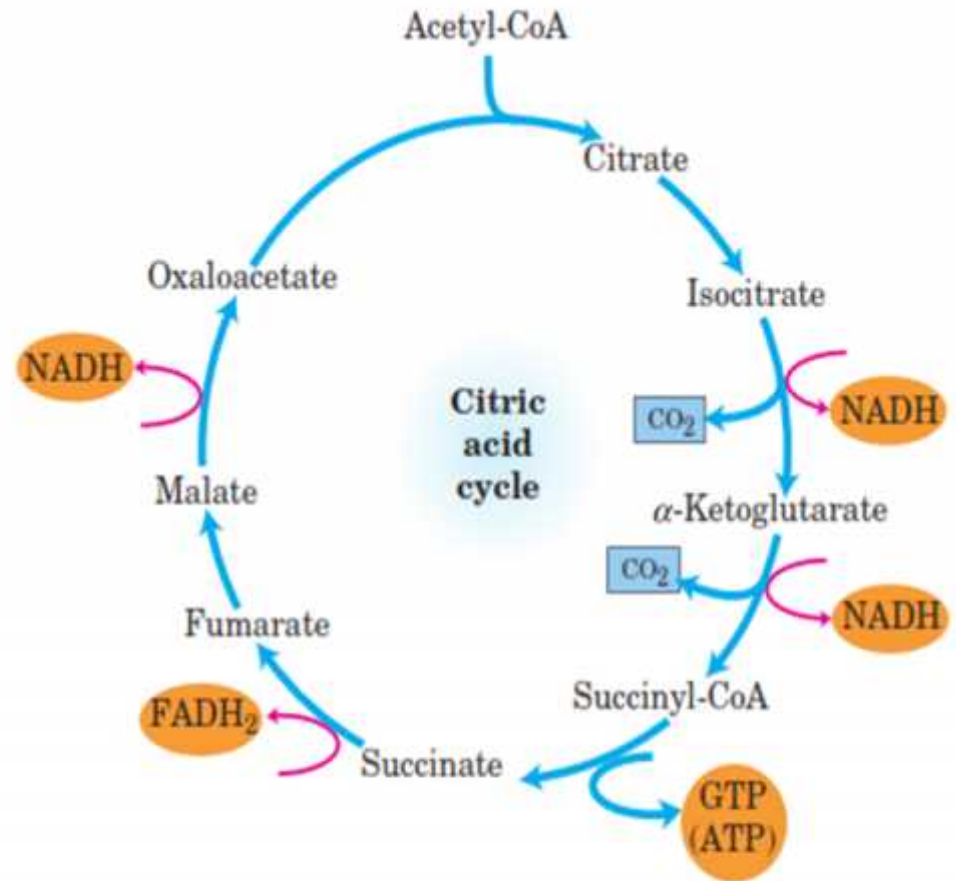 Acetyl-CoA
Citrate
Oxaloacetate
Isocitrate
NADH
Citric
acid
cycle
CO₂
NADH
Malate
α-Ketoglutarate
CO₂
NADH
Fumarate
Succinyl-CoA
FADH₂
Succinate
GTP
(ATP)